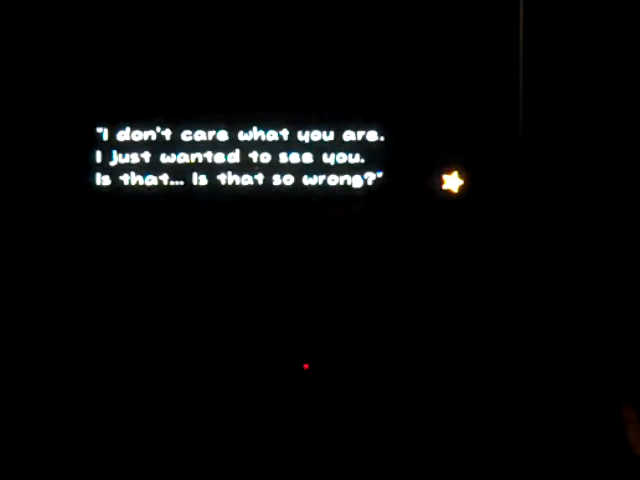 "I don't care what you are.
I just wanted to see you.
Is that... Is that so wrong?"